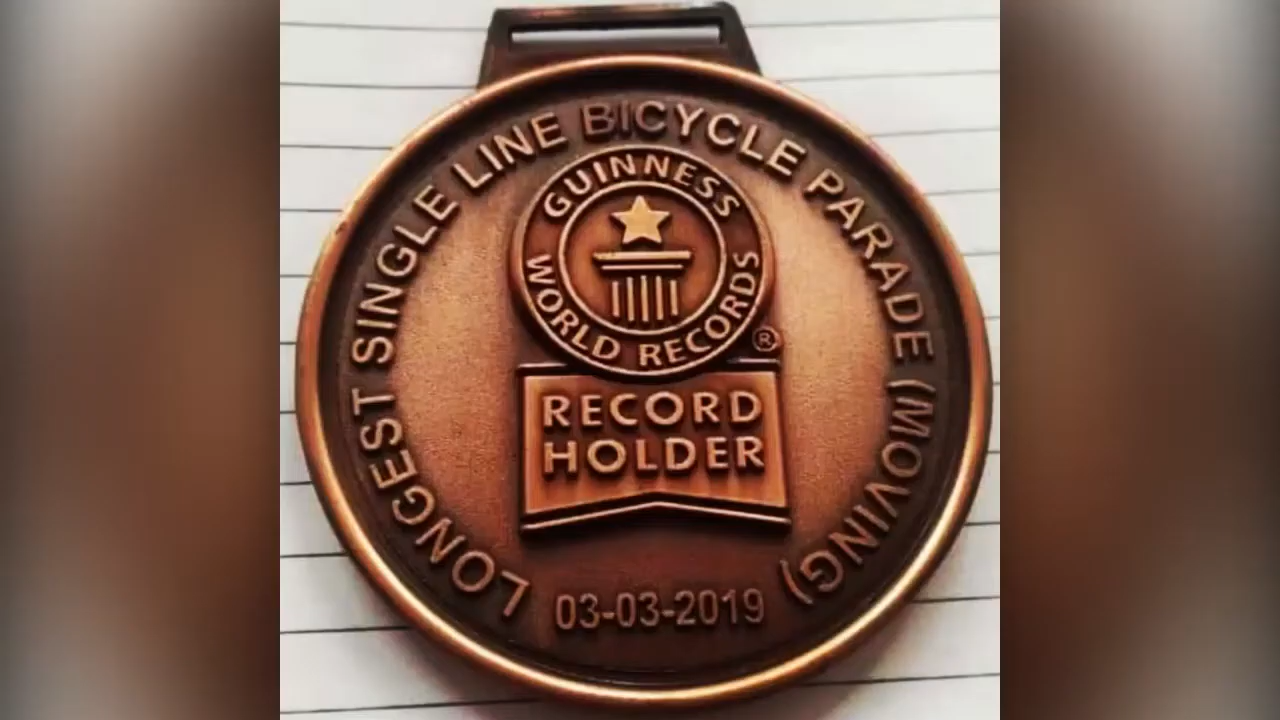 LONGEST SINGLE LINE BICYCLE PARADE (MOVING)
GUINNESS
WORLD RECORDS
®
RECORD
HOLDER
03-03-2019